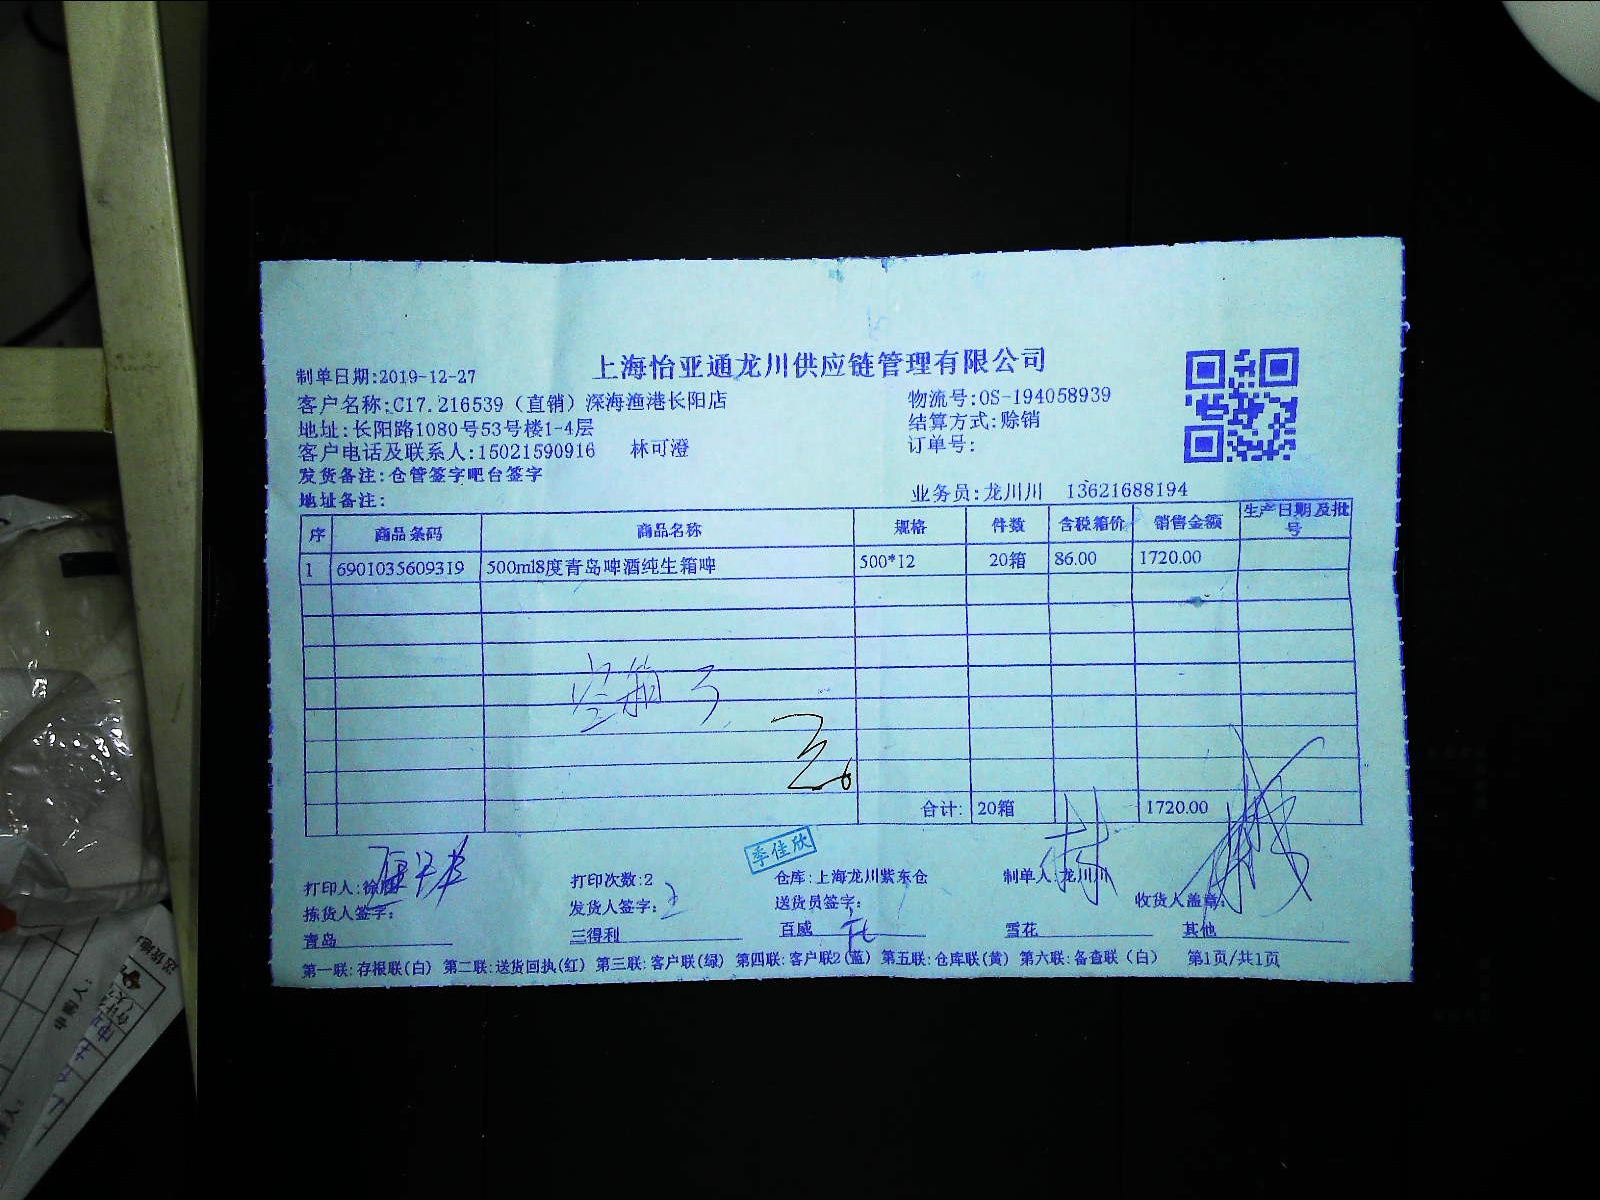 上海怡亚通龙川供应链管理有限公司
制单日期:2019-12-27
客户名称:C17.216539（直销）深海渔港长阳店
物流号:OS-194058939
地址:长阳路1080号53号楼1-4层
结算方式:赊销
客户电话及联系人:15021590916 林可澄
订单号:
发货备注:仓管签字吧台签字
地址备注:
业务员:龙川川 13621688194
序 商品条码 商品名称 规格 件数 含税箱价 销售金额 生产日期及批号
1 6901035609319 500ml8度青岛啤酒纯生箱啤 500*12 20箱 86.00 1720.00
空箱 3
合计: 20箱 1720.00
季佳欣
打印人:徐 打印次数:2 仓库:上海龙川紫东仓 制单人:龙川川
拣货人签字: 发货人签字: 送货员签字: 收货人盖章:
青岛 三得利 百威 雪花 其他
第一联:存根联(白) 第二联:送货回执(红) 第三联:客户联(绿) 第四联:客户联2(蓝) 第五联:仓库联(黄) 第六联:备查联(白) 第1页/共1页
申购人: